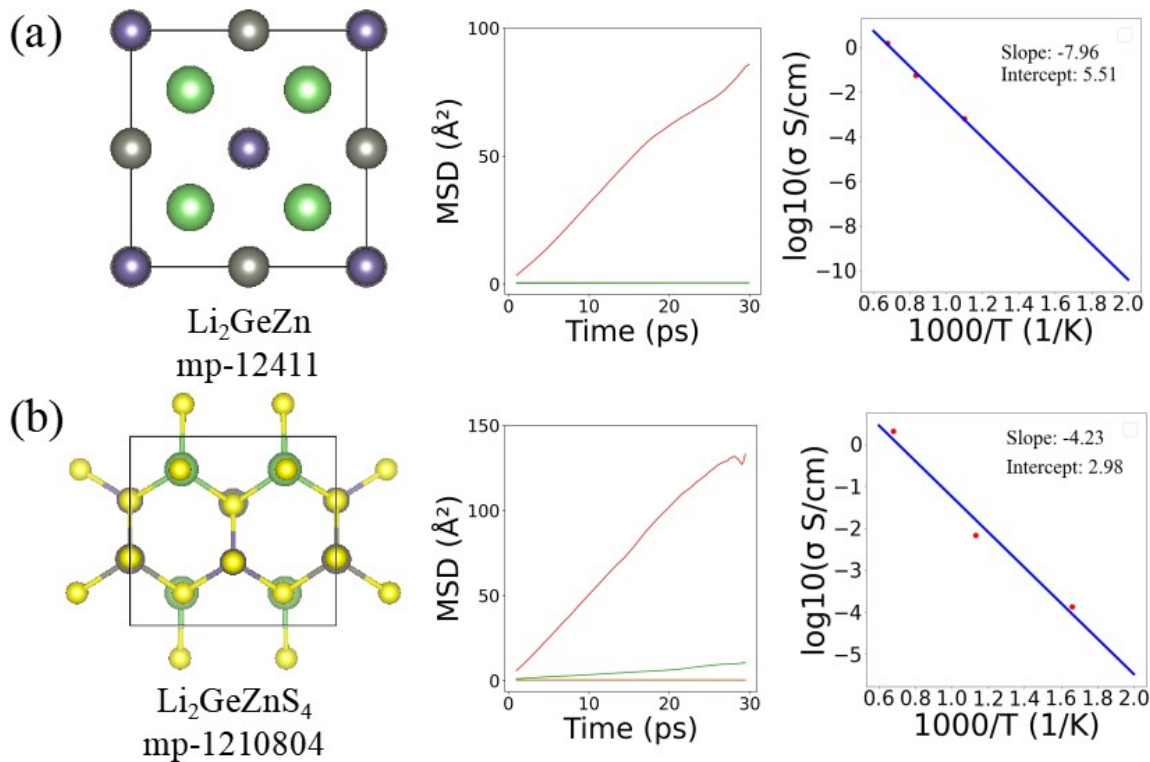 (a)
Li₂GeZn
mp-12411
MSD (Å²)
100
50
0
0 10 20 30
Time (ps)
log10(σ S/cm)
0
−2
−4
−6
−8
−10
Slope: -7.96
Intercept: 5.51
0.6 0.8 1.0 1.2 1.4 1.6 1.8 2.0
1000/T (1/K)
(b)
Li₂GeZnS₄
mp-1210804
MSD (Å²)
150
100
50
0
0 10 20 30
Time (ps)
log10(σ S/cm)
0
−1
−2
−3
−4
−5
Slope: -4.23
Intercept: 2.98
0.6 0.8 1.0 1.2 1.4 1.6 1.8 2.0
1000/T (1/K)